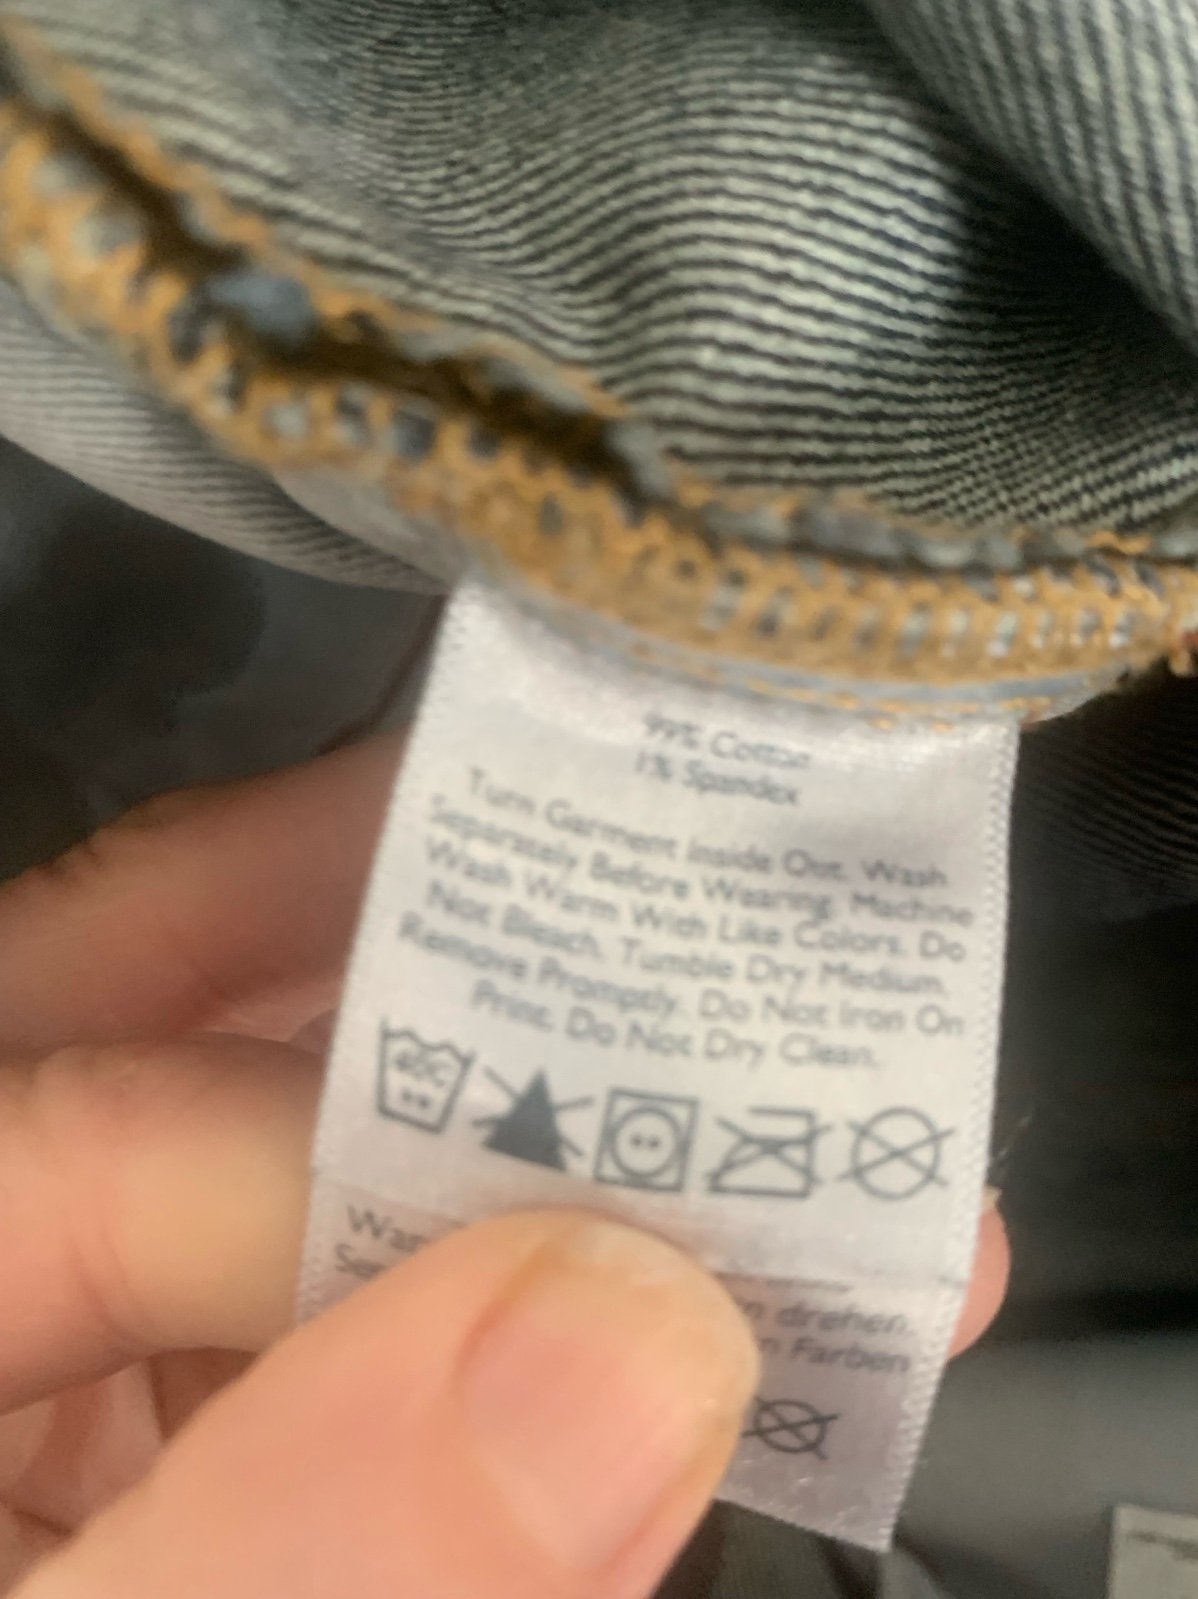 99% Cotton
1% Spandex
Turn Garment Inside Out. Wash
Separately Before Wearing. Machine
Wash Warm With Like Colors. Do
Not Bleach. Tumble Dry Medium.
Remove Promptly. Do Not Iron On
Print. Do Not Dry Clean.
40C
drehen.
Farben